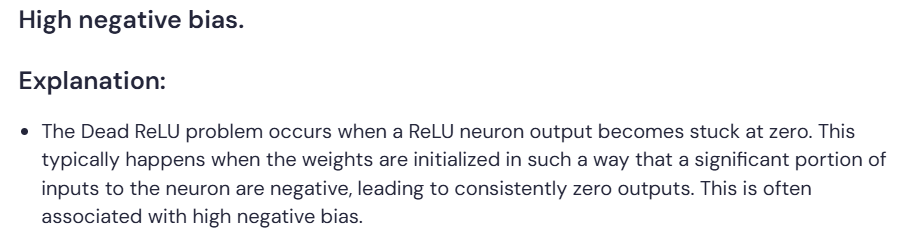 High negative bias.
Explanation:
• The Dead ReLU problem occurs when a ReLU neuron output becomes stuck at zero. This
typically happens when the weights are initialized in such a way that a significant portion of
inputs to the neuron are negative, leading to consistently zero outputs. This is often
associated with high negative bias.